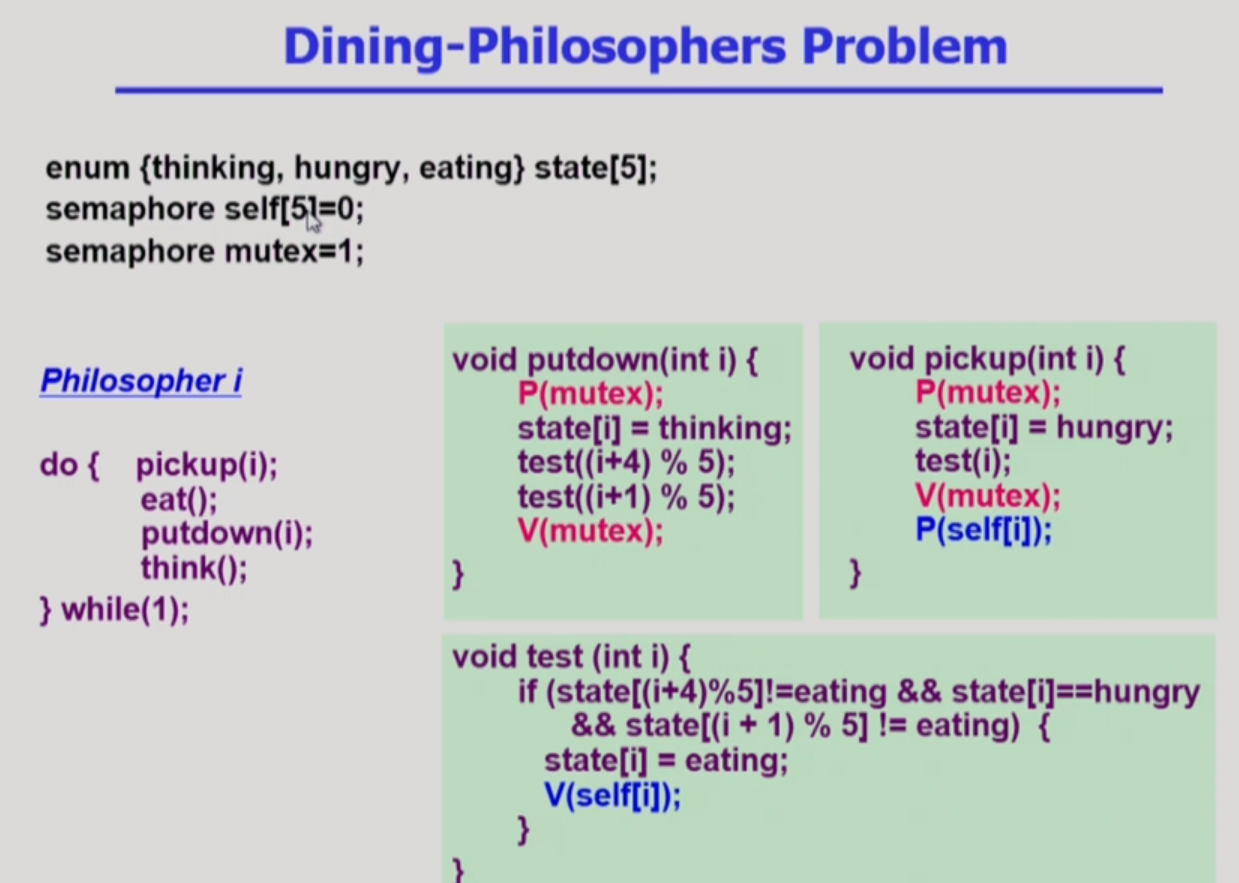 Dining-Philosophers Problem
enum {thinking, hungry, eating} state[5];
semaphore self[5]=0;
semaphore mutex=1;
Philosopher i
do { pickup(i);
eat();
putdown(i);
think();
} while(1);
void putdown(int i) {
P(mutex);
state[i] = thinking;
test((i+4) % 5);
test((i+1) % 5);
V(mutex);
}
void pickup(int i) {
P(mutex);
state[i] = hungry;
test(i);
V(mutex);
P(self[i]);
}
void test (int i) {
if (state[(i+4)%5]!=eating && state[i]==hungry
&& state[(i + 1) % 5] != eating) {
state[i] = eating;
V(self[i]);
}
}